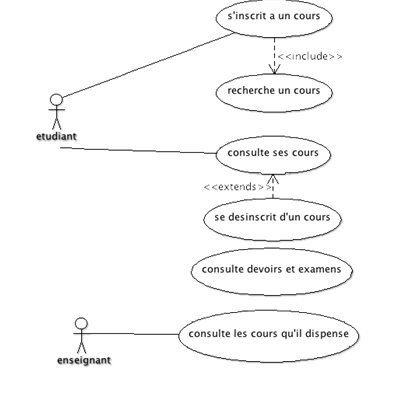 s'inscrit a un cours
<<include>>
recherche un cours
etudiant
consulte ses cours
<<extends>>
se desinscrit d'un cours
consulte devoirs et examens
consulte les cours qu'il dispense
enseignant